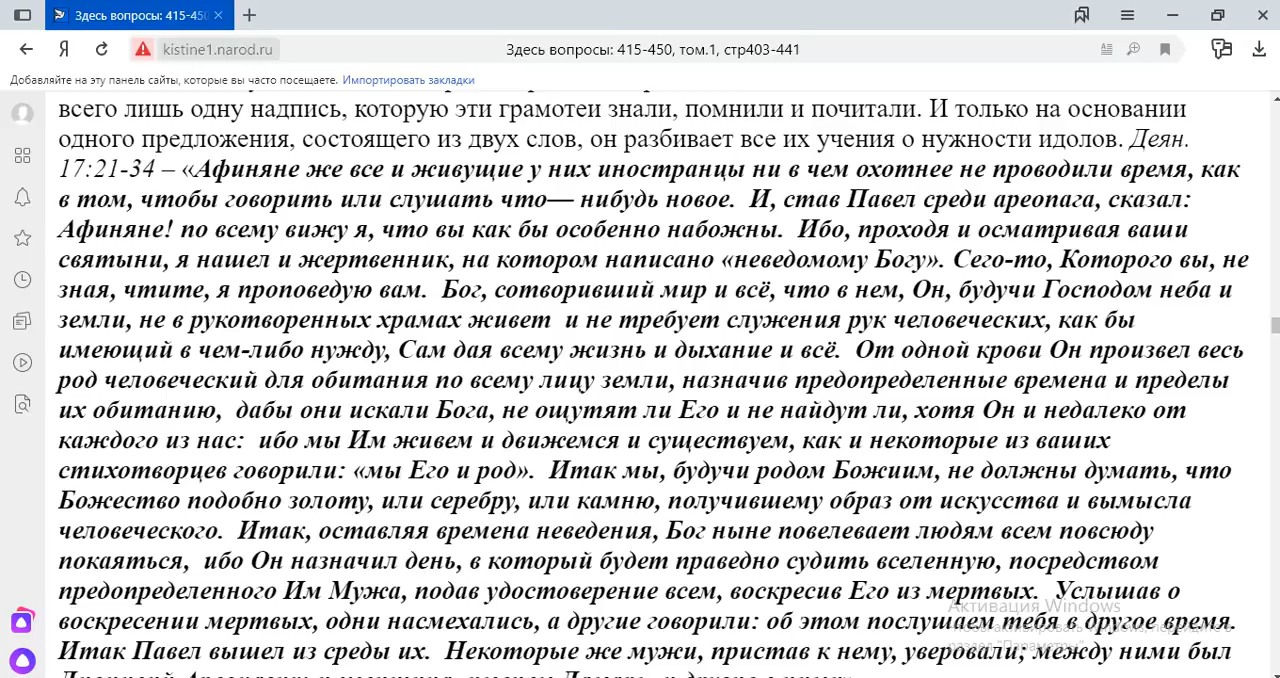 Здесь вопросы: 415-450
kistine1.narod.ru
Здесь вопросы: 415-450, том.1, стр403-441
Добавляйте на эту панель сайты, которые вы часто посещаете. Импортировать закладки
всего лишь одну надпись, которую эти грамотеи знали, помнили и почитали. И только на основании
одного предложения, состоящего из двух слов, он разбивает все их учения о нужности идолов. Деян.
17:21-34 – «Афиняне же все и живущие у них иностранцы ни в чем охотнее не проводили время, как
в том, чтобы говорить или слушать что— нибудь новое. И, став Павел среди ареопага, сказал:
Афиняне! по всему вижу я, что вы как бы особенно набожны. Ибо, проходя и осматривая ваши
святыни, я нашел и жертвенник, на котором написано «неведомому Богу». Сего-то, Которого вы, не
зная, чтите, я проповедую вам. Бог, сотворивший мир и всё, что в нем, Он, будучи Господом неба и
земли, не в рукотворенных храмах живет и не требует служения рук человеческих, как бы
имеющий в чем-либо нужду, Сам дая всему жизнь и дыхание и всё. От одной крови Он произвел весь
род человеческий для обитания по всему лицу земли, назначив предопределенные времена и пределы
их обитанию, дабы они искали Бога, не ощутят ли Его и не найдут ли, хотя Он и недалеко от
каждого из нас: ибо мы Им живем и движемся и существуем, как и некоторые из ваших
стихотворцев говорили: «мы Его и род». Итак мы, будучи родом Божиим, не должны думать, что
Божество подобно золоту, или серебру, или камню, получившему образ от искусства и вымысла
человеческого. Итак, оставляя времена неведения, Бог ныне повелевает людям всем повсюду
покаяться, ибо Он назначил день, в который будет праведно судить вселенную, посредством
предопределенного Им Мужа, подав удостоверение всем, воскресив Его из мертвых. Услышав о
воскресении мертвых, одни насмехались, а другие говорили: об этом послушаем тебя в другое время.
Итак Павел вышел из среды их. Некоторые же мужи, пристав к нему, уверовали; между ними был
Активация Windows